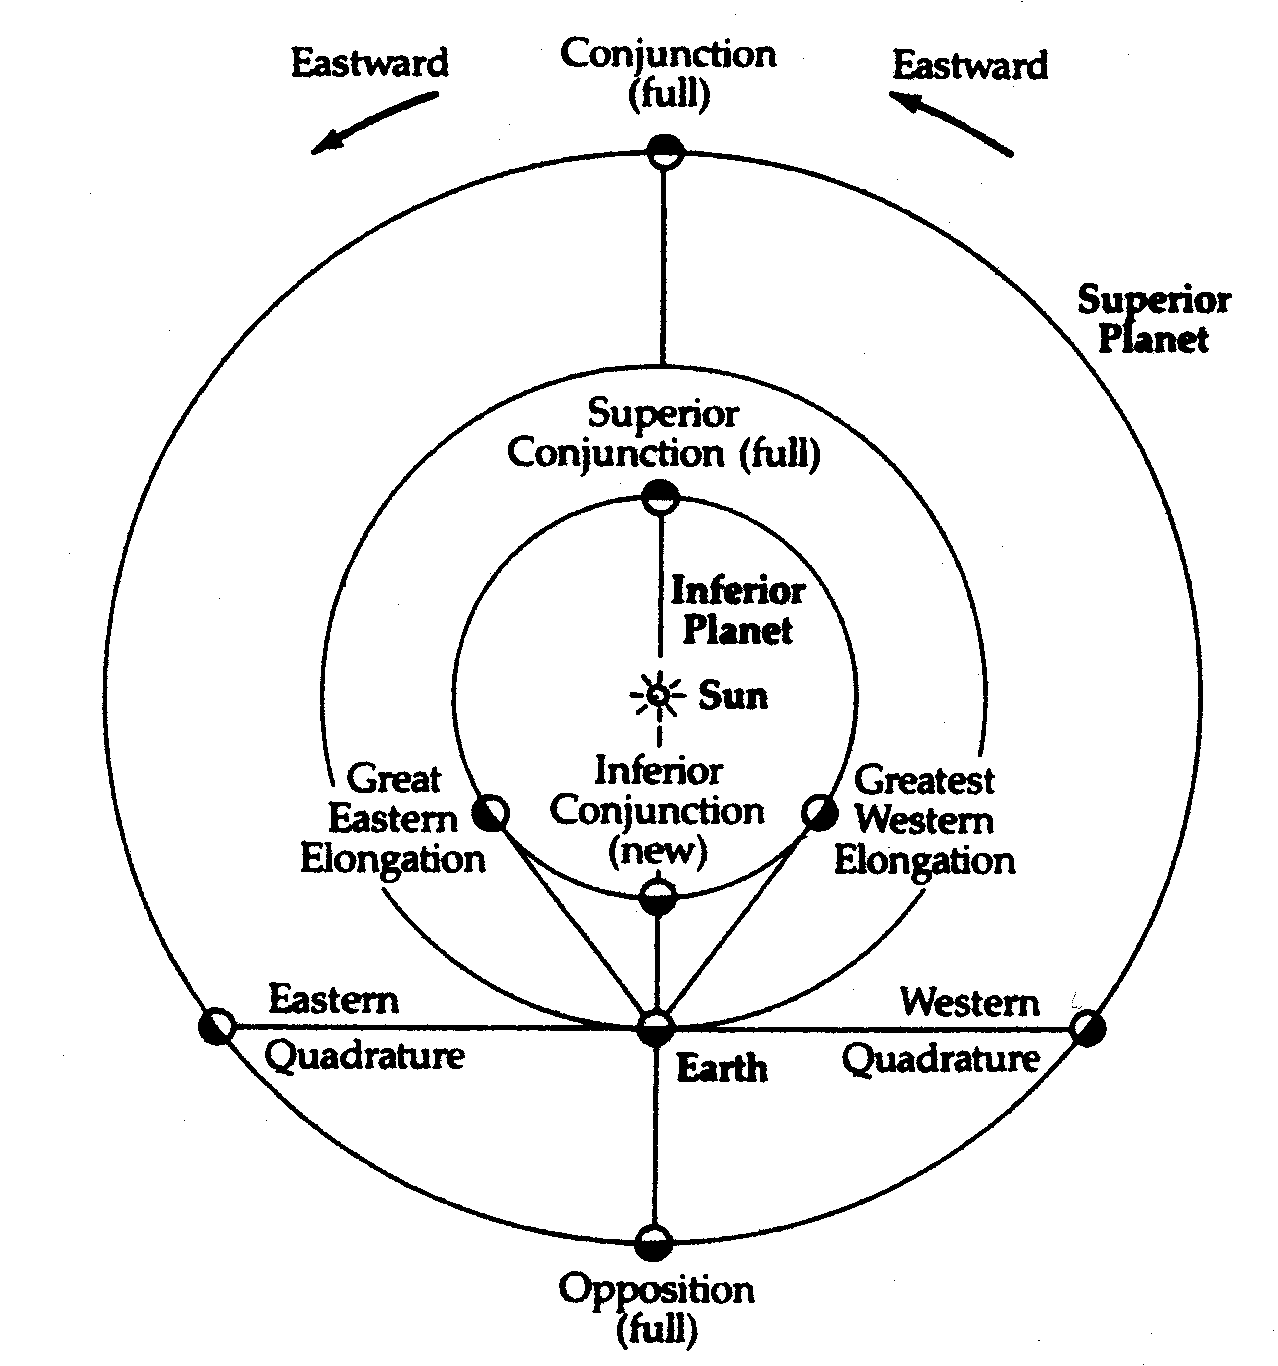 Eastward
Conjunction
(full)
Eastward
Superior
Planet
Superior
Conjunction (full)
Inferior
Planet
Sun
Great
Eastern
Elongation
Inferior
Conjunction
(new)
Greatest
Western
Elongation
Eastern
Quadrature
Western
Quadrature
Earth
Opposition
(full)